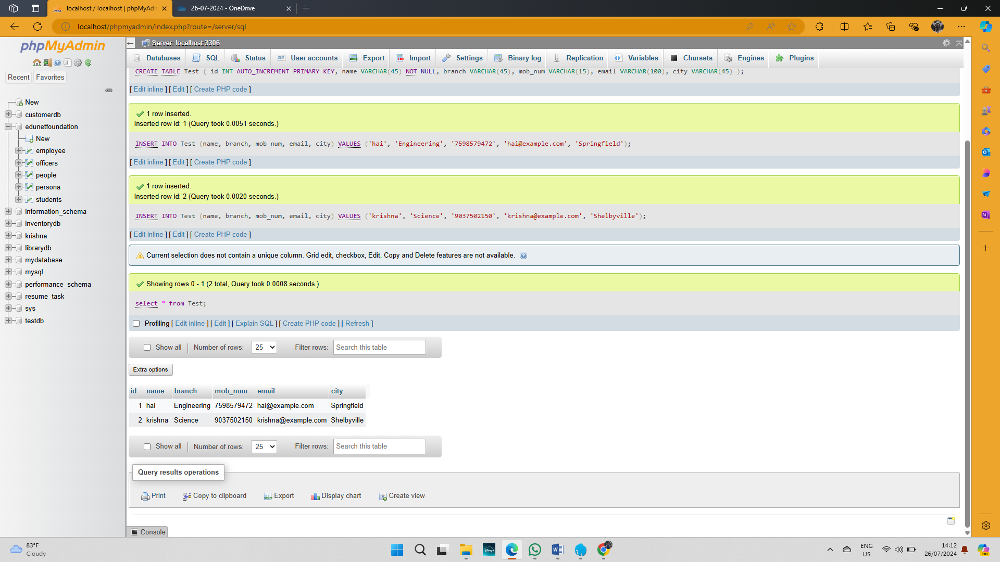 localhost / localhost | phpMyAdn
26-07-2024 - OneDrive
localhost/phpmyadmin/index.php?route=/server/sql
phpMyAdmin
Recent Favorites
New
customerdb
edunetfoundation
New
employee
officers
people
persona
students
information_schema
inventorydb
krishna
librarydb
mydatabase
mysql
performance_schema
resume_task
sys
testdb
Server: localhost:3306
Databases SQL Status User accounts Export Import Settings Binary log Replication Variables Charsets Engines Plugins
CREATE TABLE Test ( id INT AUTO_INCREMENT PRIMARY KEY, name VARCHAR(45) NOT NULL, branch VARCHAR(45), mob_num VARCHAR(15), email VARCHAR(100), city VARCHAR(45) );
[ Edit inline ] [ Edit ] [ Create PHP code ]
1 row inserted.
Inserted row id: 1 (Query took 0.0051 seconds.)
INSERT INTO Test (name, branch, mob_num, email, city) VALUES ('hai', 'Engineering', '7598579472', 'hai@example.com', 'Springfield');
[ Edit inline ] [ Edit ] [ Create PHP code ]
1 row inserted.
Inserted row id: 2 (Query took 0.0020 seconds.)
INSERT INTO Test (name, branch, mob_num, email, city) VALUES ('krishna', 'Science', '9037502150', 'krishna@example.com', 'Shelbyville');
[ Edit inline ] [ Edit ] [ Create PHP code ]
Current selection does not contain a unique column. Grid edit, checkbox, Edit, Copy and Delete features are not available.
Showing rows 0 - 1 (2 total, Query took 0.0008 seconds.)
select * from Test;
Profiling [ Edit inline ] [ Edit ] [ Explain SQL ] [ Create PHP code ] [ Refresh ]
Show all Number of rows: 25 Filter rows: Search this table
Extra options
id name branch mob_num email city
1 hai Engineering 7598579472 hai@example.com Springfield
2 krishna Science 9037502150 krishna@example.com Shelbyville
Show all Number of rows: 25 Filter rows: Search this table
Query results operations
Print Copy to clipboard Export Display chart Create view
Console
83°F
Cloudy
ENG
US
14:12
26/07/2024